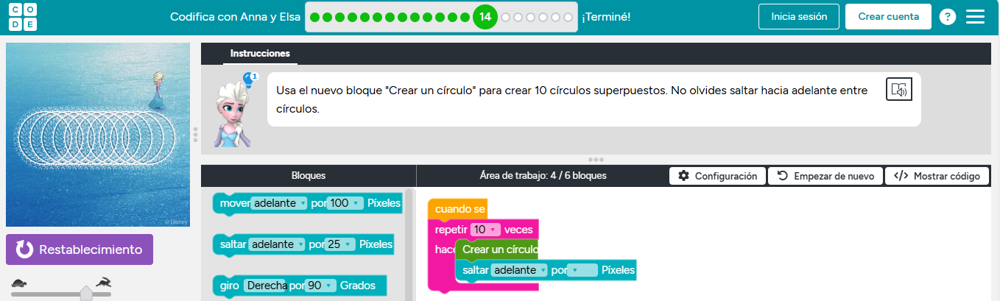 CODE
Codifica con Anna y Elsa
14
¡Terminé!
Inicia sesión
Crear cuenta
?
Instrucciones
1
Usa el nuevo bloque "Crear un círculo" para crear 10 círculos superpuestos. No olvides saltar hacia adelante entre
círculos.
Bloques
Área de trabajo: 4 / 6 bloques
Configuración
Empezar de nuevo
</> Mostrar código
mover adelante por 100 Píxeles
saltar adelante por 25 Píxeles
giro Derecha por 90 Grados
cuando se
repetir 10 veces
hace Crear un círculo
saltar adelante por Píxeles
© Disney
Restablecimiento